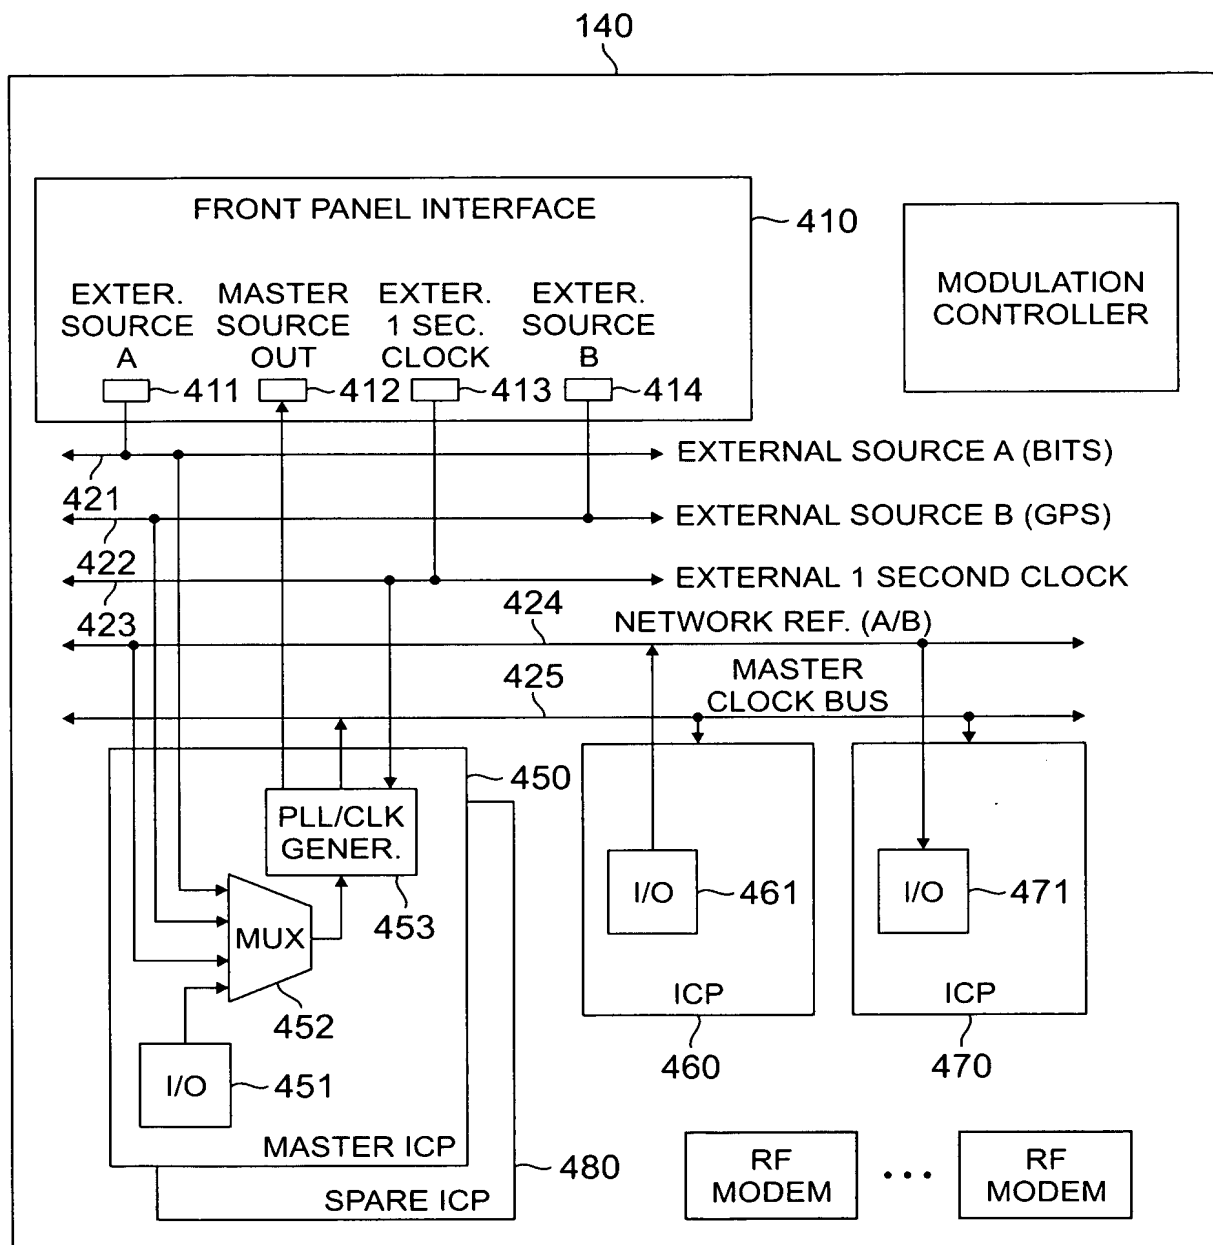 140
FRONT PANEL INTERFACE
410
EXTER.
SOURCE
A
MASTER
SOURCE
OUT
EXTER.
1 SEC.
CLOCK
EXTER.
SOURCE
B
411
412
413
414
MODULATION
CONTROLLER
EXTERNAL SOURCE A (BITS)
421
EXTERNAL SOURCE B (GPS)
422
EXTERNAL 1 SECOND CLOCK
423
424
NETWORK REF. (A/B)
425
MASTER
CLOCK BUS
450
PLL/CLK
GENER.
453
MUX
452
I/O
451
MASTER ICP
480
SPARE ICP
I/O
461
ICP
460
I/O
471
ICP
470
RF
MODEM
...
RF
MODEM